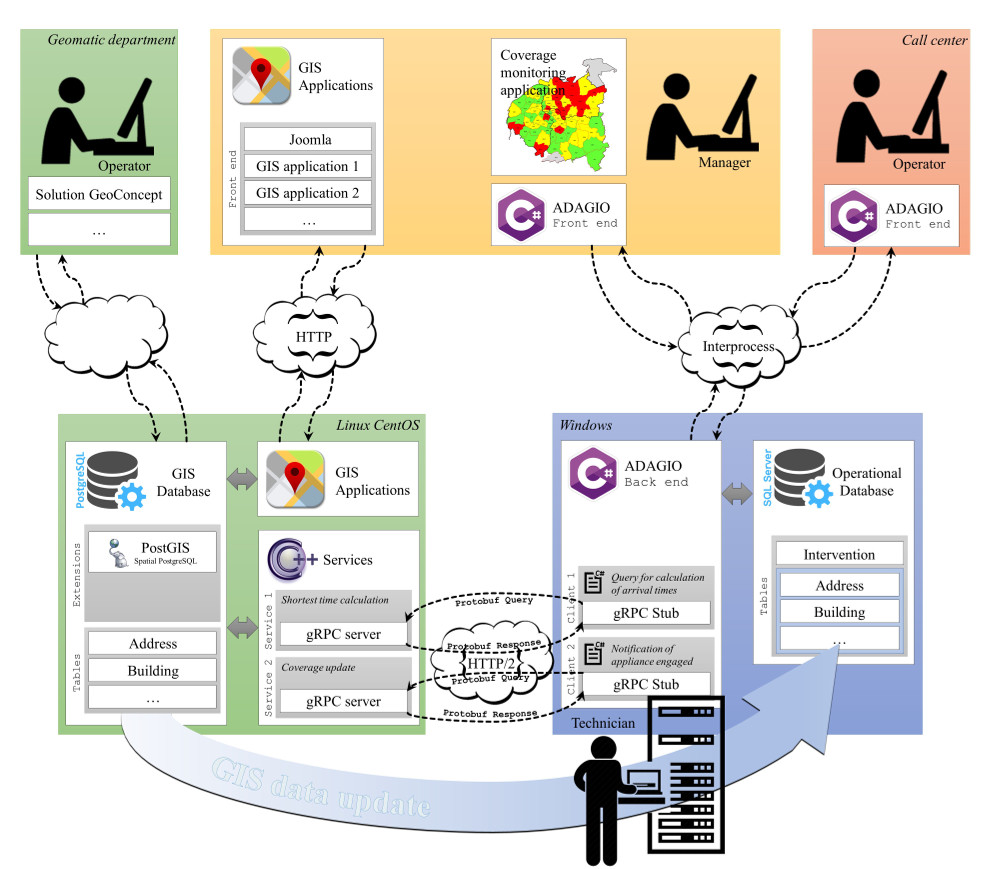 Geomatic department
Operator
Solution GeoConcept
...
GIS
Applications
Front end
Joomla
GIS application 1
GIS application 2
...
Coverage
monitoring
application
Manager
C#
ADAGIO
Front end
Call center
Operator
C#
ADAGIO
Front end
HTTP
Interprocess
Linux CentOS
PostgreSQL
GIS
Database
GIS
Applications
Extensions
PostGIS
Spatial PostgreSQL
Tables
Address
Building
...
C++ Services
Service 1
Shortest time calculation
gRPC server
Service 2
Coverage update
gRPC server
Protobuf Query
Protobuf Response
HTTP/2
Protobuf Query
Protobuf Response
Windows
C#
ADAGIO
Back end
Client 1
C#
Query for calculation
of arrival times
gRPC Stub
Client 2
C#
Notification of
appliance engaged
gRPC Stub
SQL Server
Operational
Database
Tables
Intervention
Address
Building
...
Technician
GIS data update